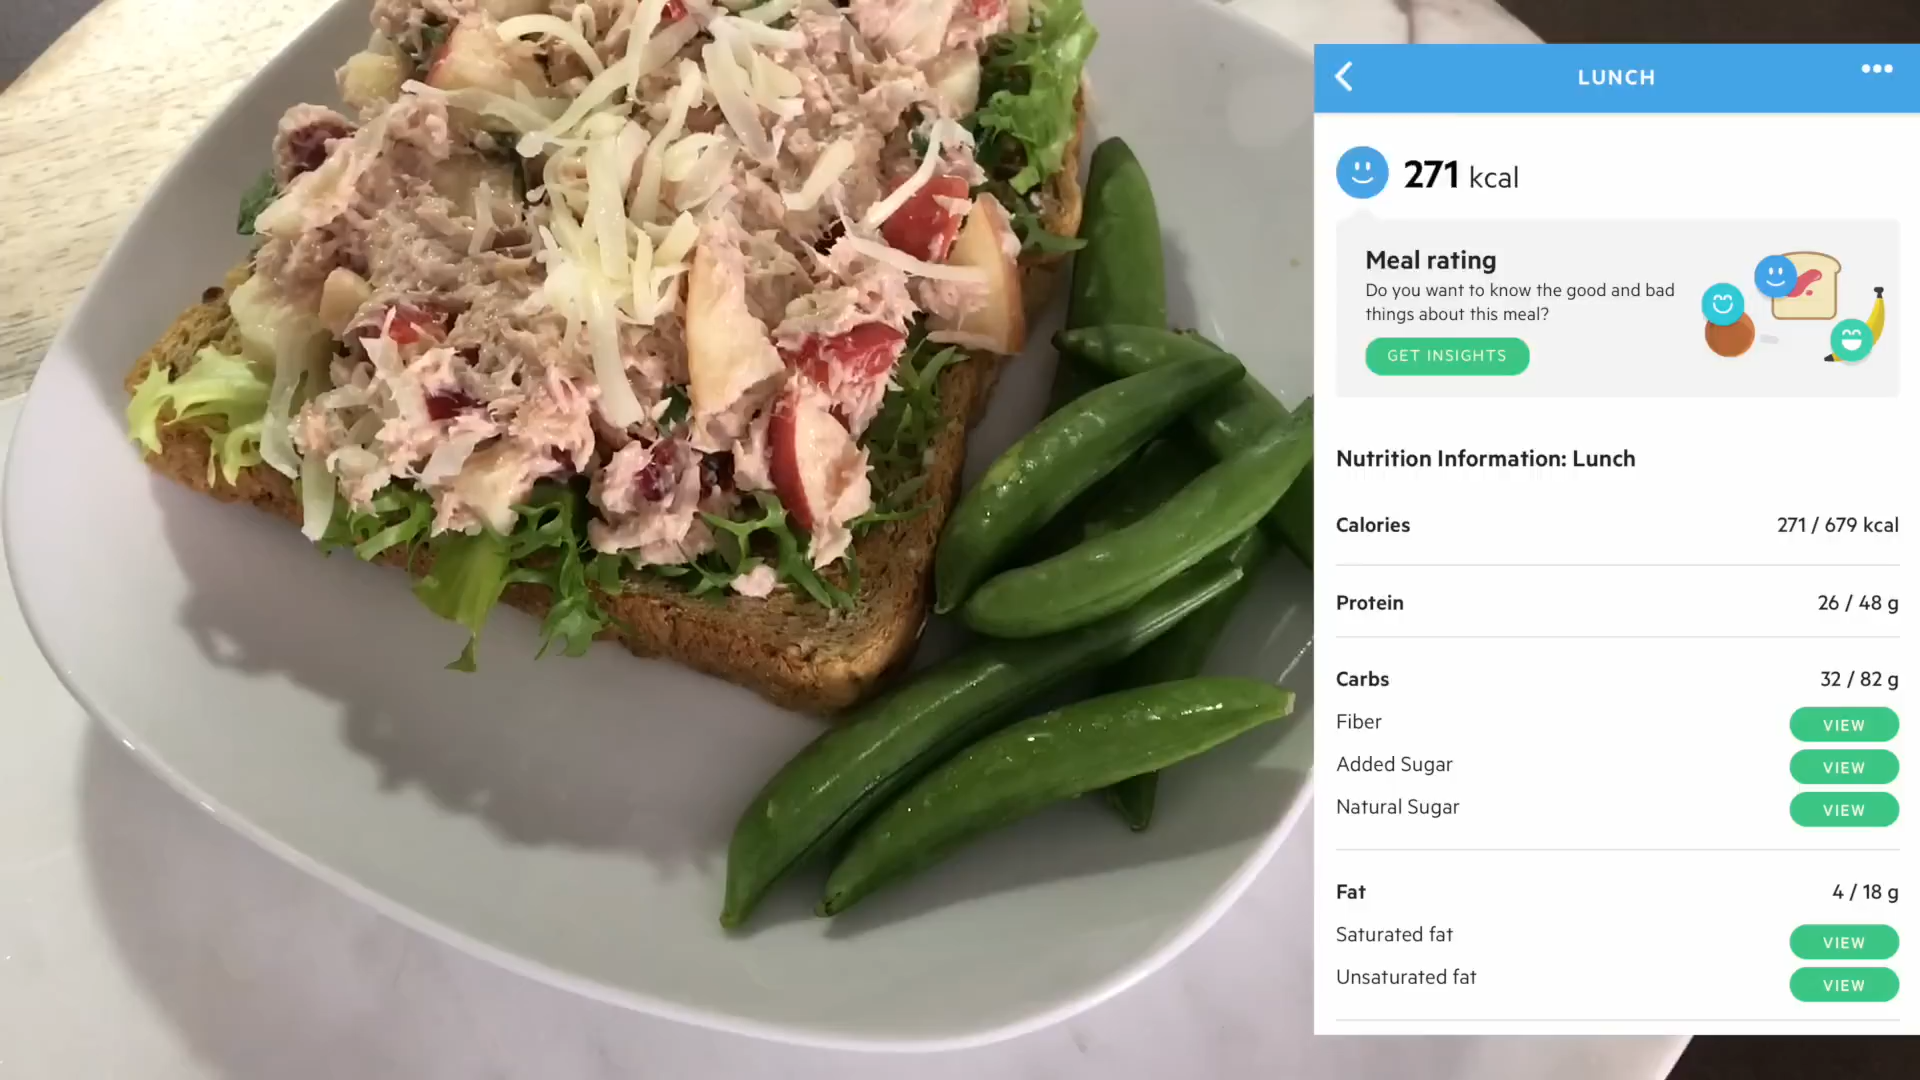 LUNCH
271 kcal
Meal rating
Do you want to know the good and bad
things about this meal?
GET INSIGHTS
Nutrition Information: Lunch
Calories 271 / 679 kcal
Protein 26 / 48 g
Carbs 32 / 82 g
Fiber VIEW
Added Sugar VIEW
Natural Sugar VIEW
Fat 4 / 18 g
Saturated fat VIEW
Unsaturated fat VIEW